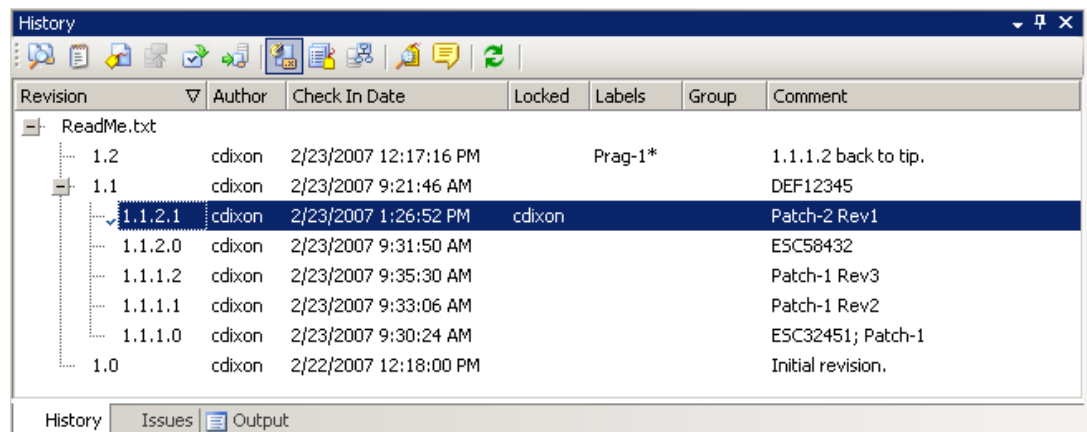 History
Revision Author Check In Date Locked Labels Group Comment
ReadMe.txt
1.2 cdixon 2/23/2007 12:17:16 PM Prag-1* 1.1.1.2 back to tip.
1.1 cdixon 2/23/2007 9:21:46 AM DEF12345
1.1.2.1 cdixon 2/23/2007 1:26:52 PM cdixon Patch-2 Rev1
1.1.2.0 cdixon 2/23/2007 9:31:50 AM ESC58432
1.1.1.2 cdixon 2/23/2007 9:35:30 AM Patch-1 Rev3
1.1.1.1 cdixon 2/23/2007 9:33:06 AM Patch-1 Rev2
1.1.1.0 cdixon 2/23/2007 9:30:24 AM ESC32451; Patch-1
1.0 cdixon 2/22/2007 12:18:00 PM Initial revision.
History Issues Output